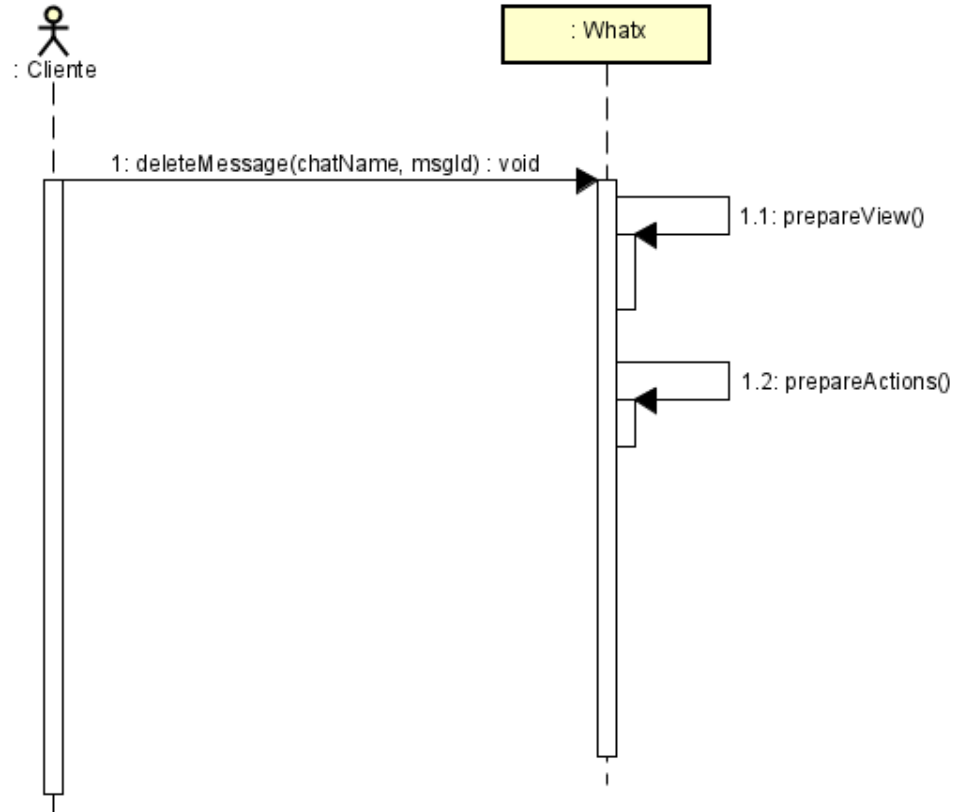 : Whatx
: Cliente
1: deleteMessage(chatName, msgId) : void
1.1: prepareView()
1.2: prepareActions()